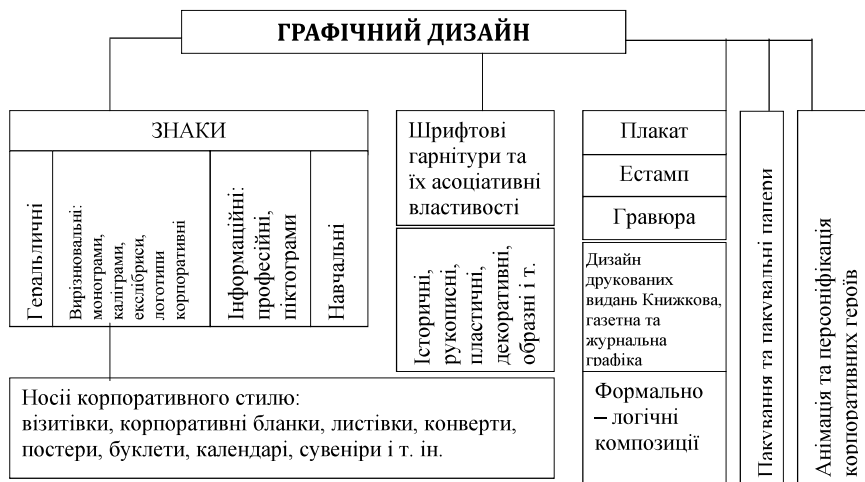 ГРАФІЧНИЙ ДИЗАЙН
ЗНАКИ
Геральличні
Вирізнювальні:
монограми,
каліграми,
екслібриси,
логотипи
корпоративні
Інформаційні:
професійні,
піктограми
Навчальні
Носії корпоративного стилю:
візитівки, корпоративні бланки, листівки, конверти,
постери, буклети, календарі, сувеніри і т. ін.
Шрифтові
гарнітури та
їх асоціативні
властивості
Історичні,
рукописні,
пластичні,
декоративні,
образні і т.
Плакат
Естамп
Гравюра
Дизайн
друкованих
видань Книжкова,
газетна та
журнальна
графіка
Формально
– логічні
композиції
Пакування та пакувальні папери
Анімація та персоніфікація
корпоративних героїв